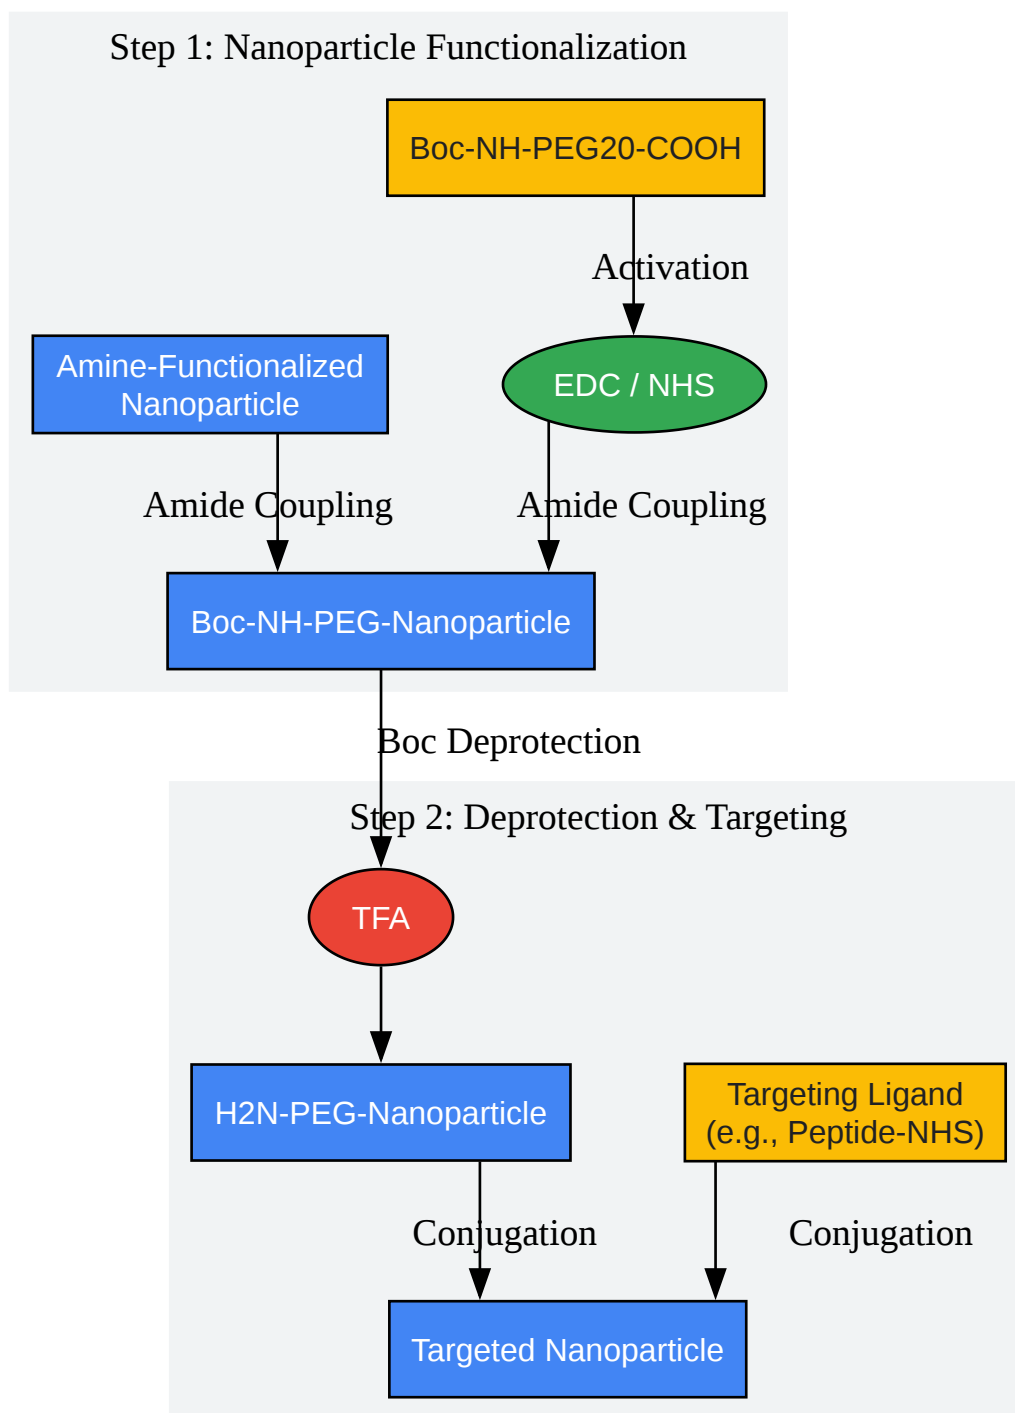 Step 1: Nanoparticle Functionalization
Boc-NH-PEG20-COOH
Activation
Amine-Functionalized
Nanoparticle
EDC / NHS
Amide Coupling
Amide Coupling
Boc-NH-PEG-Nanoparticle
Boc Deprotection
Step 2: Deprotection & Targeting
TFA
H2N-PEG-Nanoparticle
Targeting Ligand
(e.g., Peptide-NHS)
Conjugation
Conjugation
Targeted Nanoparticle